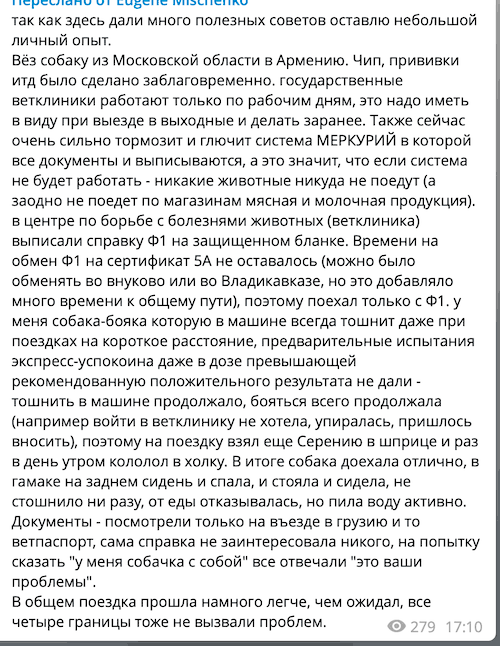 Переслано от Eugene Mischenko
так как здесь дали много полезных советов оставлю небольшой
личный опыт.
Вёз собаку из Московской области в Армению. Чип, прививки
итд было сделано заблаговременно. государственные
ветклиники работают только по рабочим дням, это надо иметь
в виду при выезде в выходные и делать заранее. Также сейчас
очень сильно тормозит и глючит система МЕРКУРИЙ в которой
все документы и выписываются, а это значит, что если система
не будет работать - никакие животные никуда не поедут (а
заодно не поедет по магазинам мясная и молочная продукция).
в центре по борьбе с болезнями животных (ветклиника)
выписали справку Ф1 на защищенном бланке. Времени на
обмен Ф1 на сертификат 5А не оставалось (можно было
обменять во внуково или во Владикавказе, но это добавляло
много времени к общему пути), поэтому поехал только с Ф1. у
меня собака-бояка которую в машине всегда тошнит даже при
поездках на короткое расстояние, предварительные испытания
экспресс-успокоина даже в дозе превышающей
рекомендованную положительного результата не дали -
тошнить в машине продолжало, бояться всего продолжала
(например войти в ветклинику не хотела, упиралась, пришлось
вносить), поэтому на поездку взял еще Серению в шприце и раз
в день утром кололол в холку. В итоге собака доехала отлично, в
гамаке на заднем сидень и спала, и стояла и сидела, не
стошнило ни разу, от еды отказывалась, но пила воду активно.
Документы - посмотрели только на въезде в грузию и то
ветпаспорт, сама справка не заинтересовала никого, на попытку
сказать "у меня собачка с собой" все отвечали "это ваши
проблемы".
В общем поездка прошла намного легче, чем ожидал, все
четыре границы тоже не вызвали проблем.
279 17:10